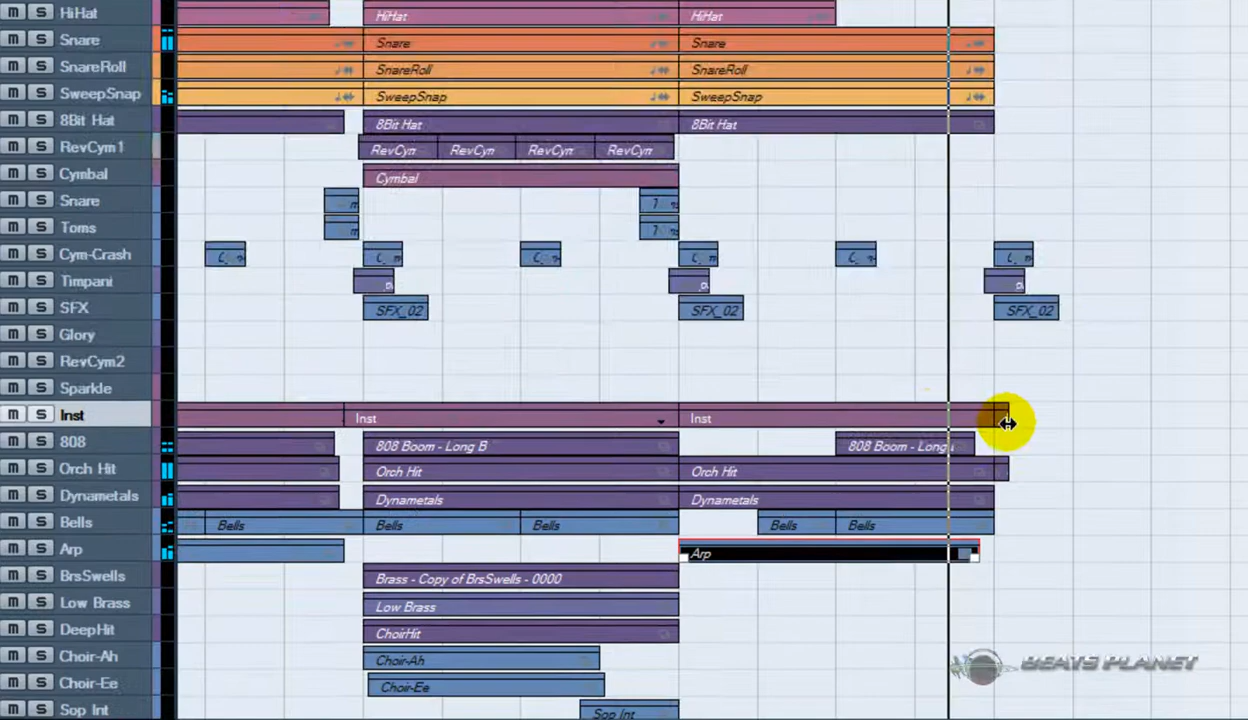 m S HiHat HiHat HiHat
m S Snare Snare Snare
m S SnareRoll SnareRoll SnareRoll
m S SweepSnap SweepSnap SweepSnap
m S 8Bit Hat 8Bit Hat 8Bit Hat
m S RevCym1 RevCym RevCym RevCym RevCym
m S Cymbal Cymbal
m S Snare
m S Toms
m S Cym-Crash
m S Timpani
m S SFX SFX_02 SFX_02 SFX_02
m S Glory
m S RevCym2
m S Sparkle
m S Inst Inst Inst
m S 808 808 Boom - Long B 808 Boom - Long
m S Orch Hit Orch Hit Orch Hit
m S Dynametals Dynametals Dynametals
m S Bells Bells Bells Bells Bells Bells
m S Arp Arp
m S BrsSwells Brass - Copy of BrsSwells - 0000
m S Low Brass Low Brass
m S DeepHit ChoirHit
m S Choir-Ah Choir-Ah
m S Choir-Ee Choir-Ee
m S Sop Int Sop Int
BEATS PLANET